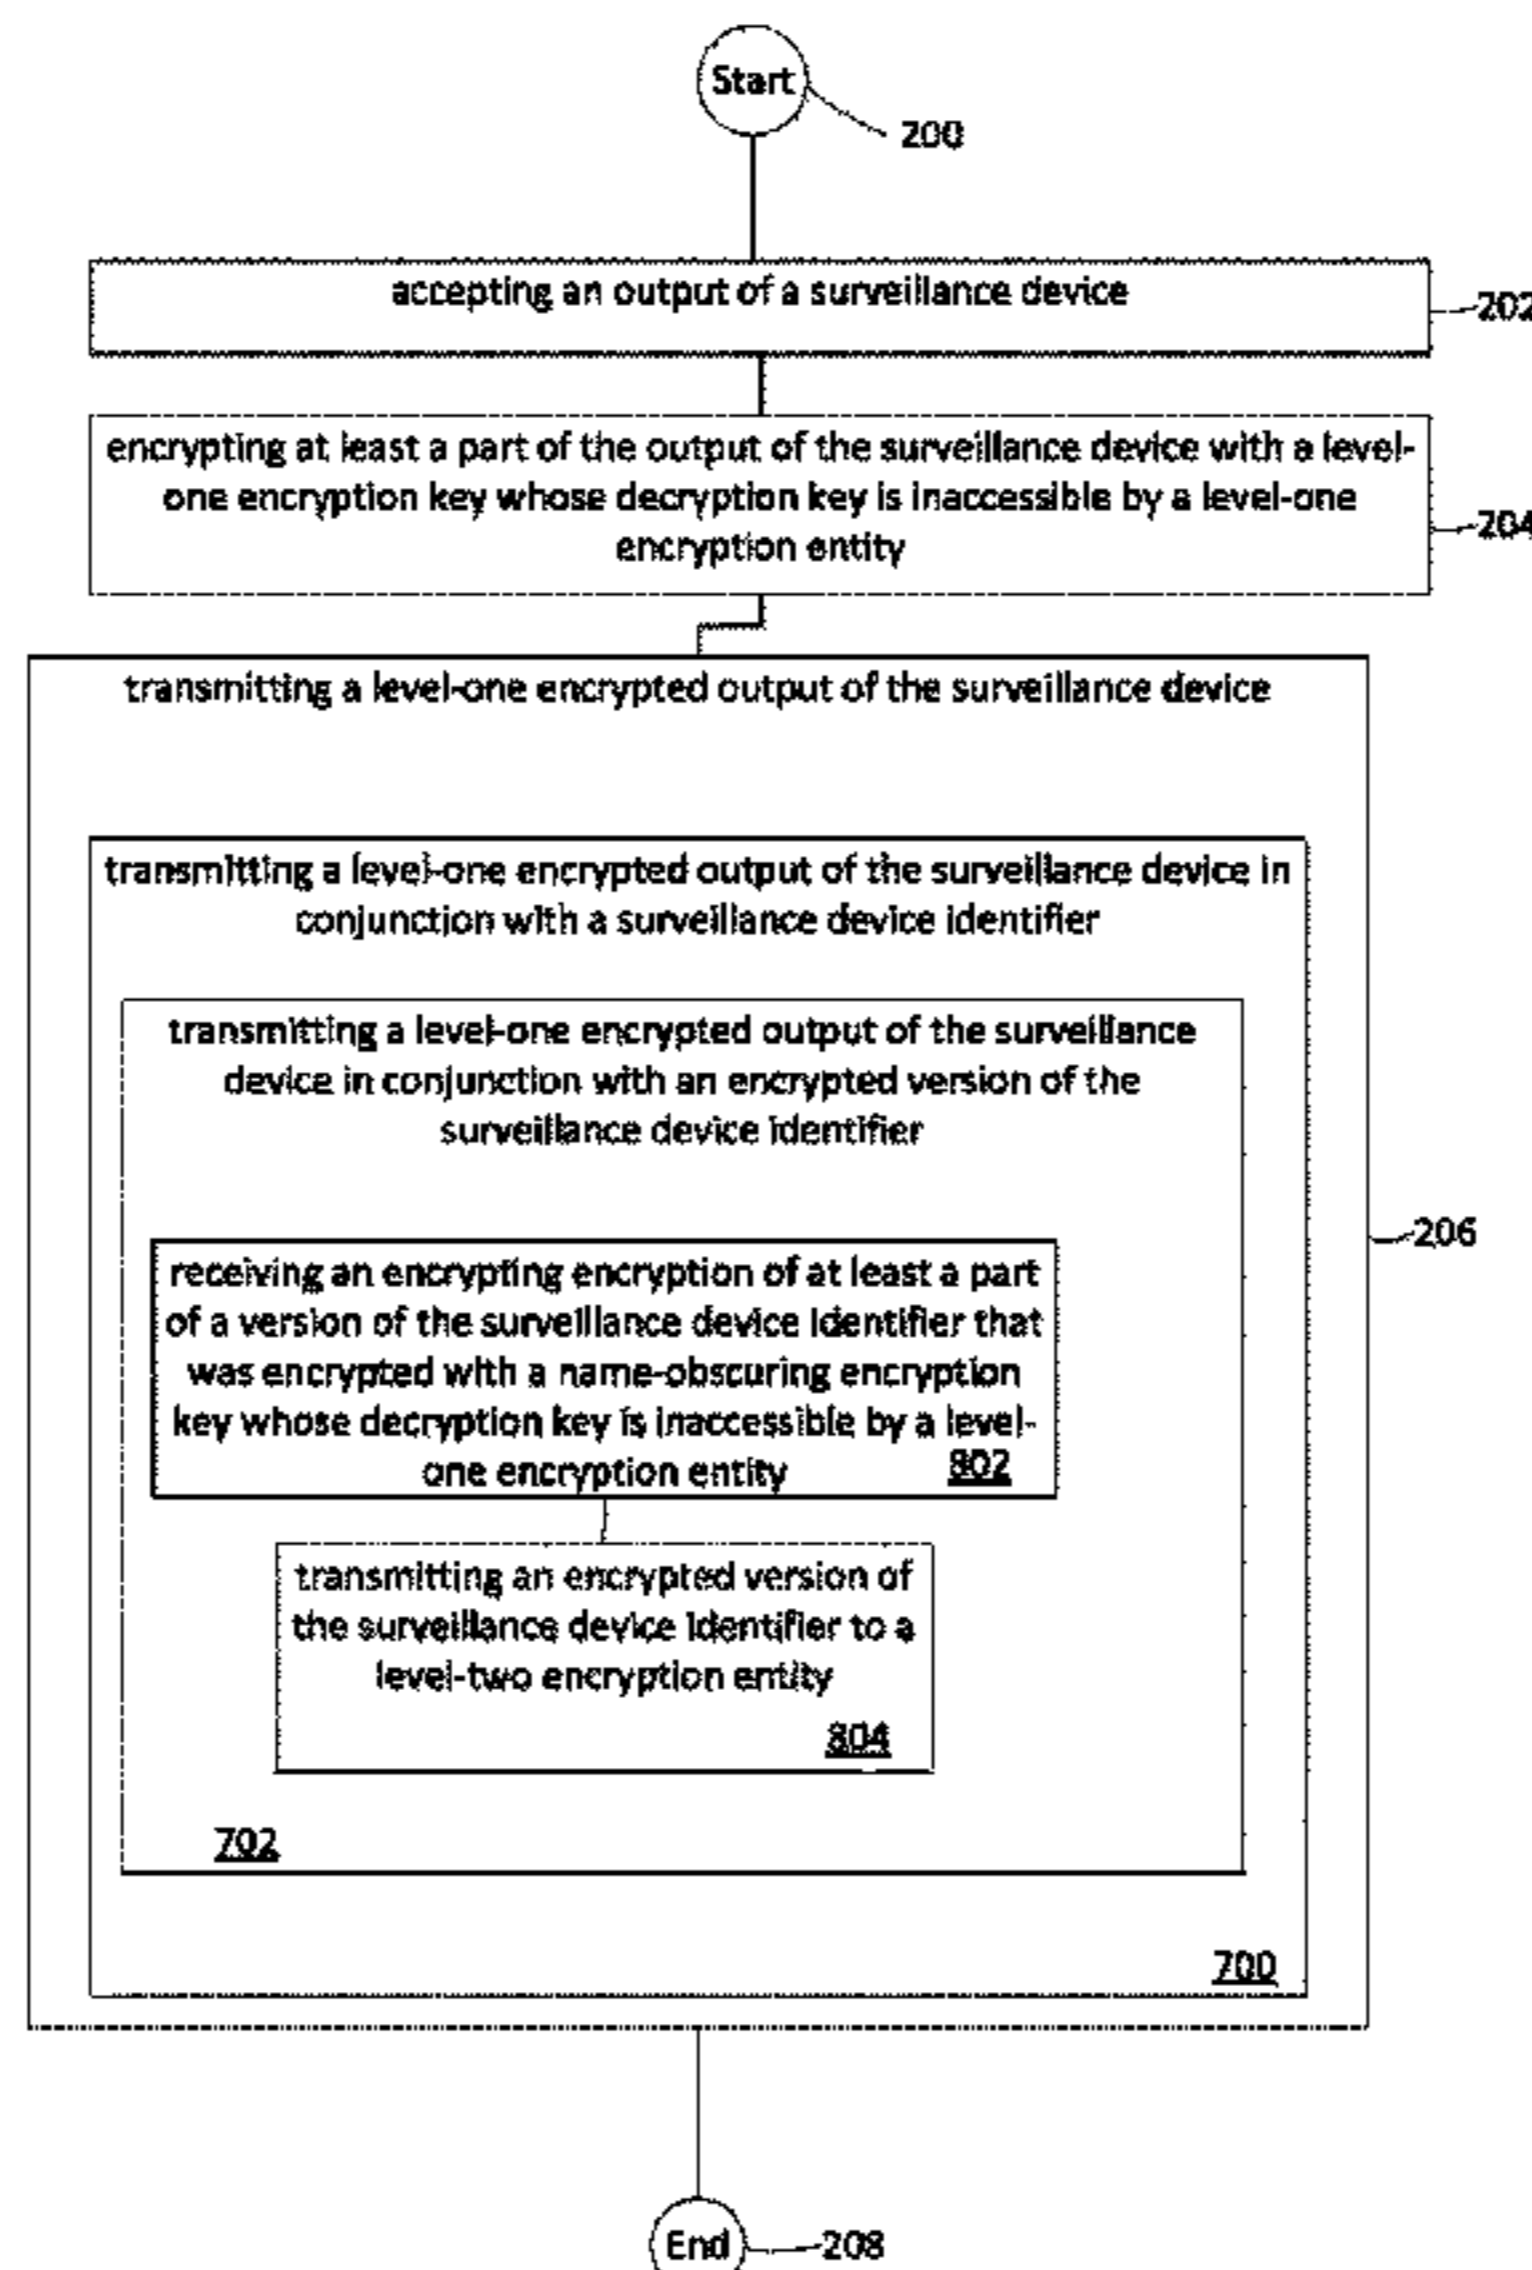 Start
200
accepting an output of a surveillance device
202
encrypting at least a part of the output of the surveillance device with a level-
one encryption key whose decryption key is inaccessible by a level-one
encryption entity
204
transmitting a level-one encrypted output of the surveillance device
transmitting a level-one encrypted output of the surveillance device in
conjunction with a surveillance device identifier
transmitting a level-one encrypted output of the surveillance
device in conjunction with an encrypted version of the
surveillance device identifier
206
receiving an encrypting encryption of at least a part
of a version of the surveillance device identifier that
was encrypted with a name-obscuring encryption
key whose decryption key is inaccessible by a level-
one encryption entity
802
transmitting an encrypted version of
the surveillance device identifier to a
level-two encryption entity
804
702
700
End
208